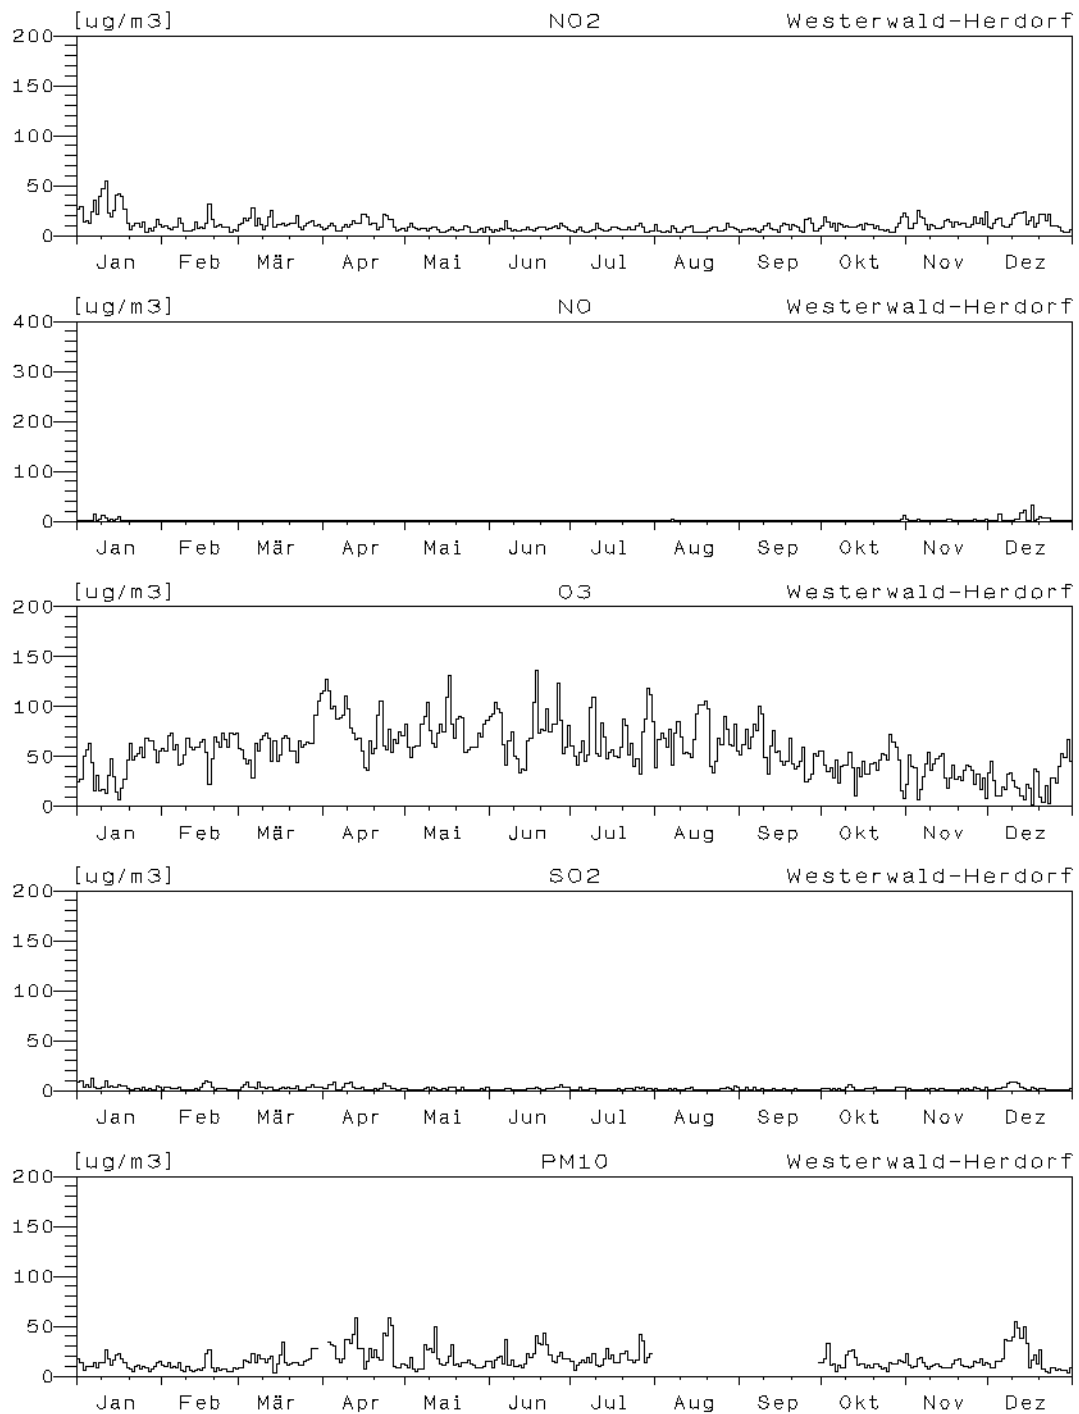 [ug/m3] NO2 Westerwald-Herdorf
200
150
100
50
0
Jan Feb Mär Apr Mai Jun Jul Aug Sep Okt Nov Dez
[ug/m3] NO Westerwald-Herdorf
400
300
200
100
0
Jan Feb Mär Apr Mai Jun Jul Aug Sep Okt Nov Dez
[ug/m3] O3 Westerwald-Herdorf
200
150
100
50
0
Jan Feb Mär Apr Mai Jun Jul Aug Sep Okt Nov Dez
[ug/m3] SO2 Westerwald-Herdorf
200
150
100
50
0
Jan Feb Mär Apr Mai Jun Jul Aug Sep Okt Nov Dez
[ug/m3] PM10 Westerwald-Herdorf
200
150
100
50
0
Jan Feb Mär Apr Mai Jun Jul Aug Sep Okt Nov Dez